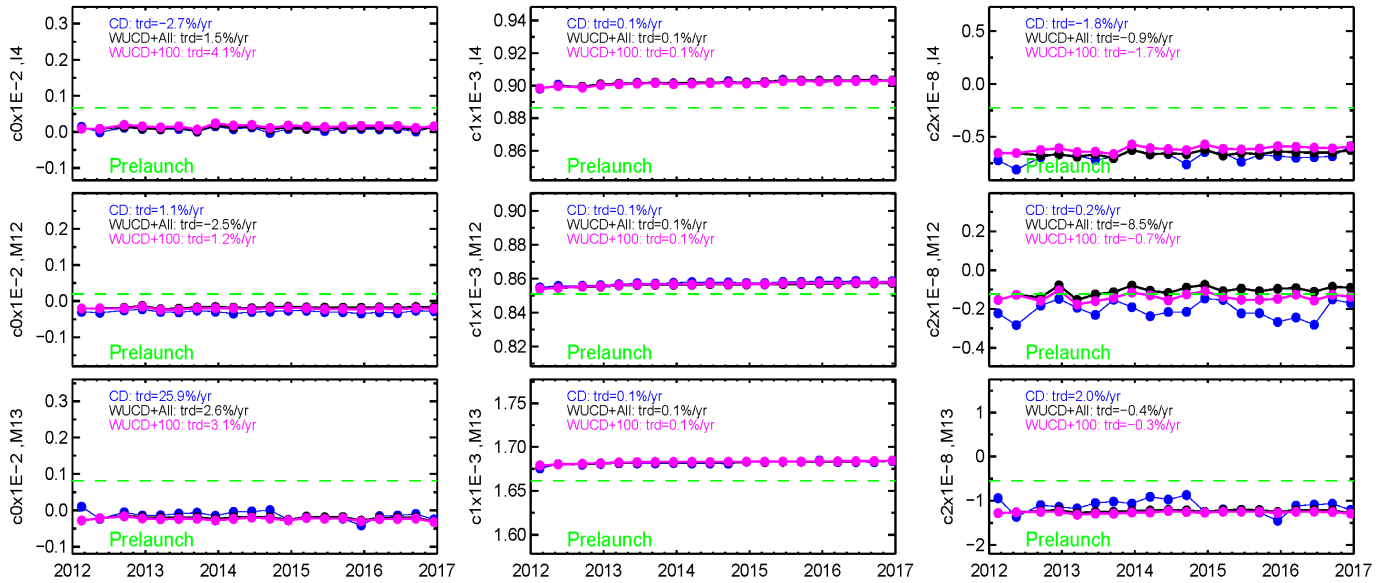 c0x1E−2 ,I4
0.3
0.2
0.1
0.0
−0.1
CD: trd=−2.7%/yr
WUCD+All: trd=1.5%/yr
WUCD+100: trd=4.1%/yr
Prelaunch
c1x1E−3 ,I4
0.94
0.92
0.90
0.88
0.86
CD: trd=0.1%/yr
WUCD+All: trd=0.1%/yr
WUCD+100: trd=0.1%/yr
Prelaunch
c2x1E−8 ,I4
0.5
0.0
−0.5
CD: trd=−1.8%/yr
WUCD+All: trd=−0.9%/yr
WUCD+100: trd=−1.7%/yr
Prelaunch
c0x1E−2 ,M12
0.2
0.1
0.0
−0.1
CD: trd=1.1%/yr
WUCD+All: trd=−2.5%/yr
WUCD+100: trd=1.2%/yr
Prelaunch
c1x1E−3 ,M12
0.90
0.88
0.86
0.84
0.82
CD: trd=0.1%/yr
WUCD+All: trd=0.1%/yr
WUCD+100: trd=0.1%/yr
Prelaunch
c2x1E−8 ,M12
0.2
0.0
−0.2
−0.4
CD: trd=0.2%/yr
WUCD+All: trd=−8.5%/yr
WUCD+100: trd=−0.7%/yr
Prelaunch
c0x1E−2 ,M13
0.3
0.2
0.1
0.0
−0.1
CD: trd=25.9%/yr
WUCD+All: trd=2.6%/yr
WUCD+100: trd=3.1%/yr
Prelaunch
2012 2013 2014 2015 2016 2017
c1x1E−3 ,M13
1.75
1.70
1.65
1.60
CD: trd=0.1%/yr
WUCD+All: trd=0.1%/yr
WUCD+100: trd=0.1%/yr
Prelaunch
2012 2013 2014 2015 2016 2017
c2x1E−8 ,M13
1
0
−1
−2
CD: trd=2.0%/yr
WUCD+All: trd=−0.4%/yr
WUCD+100: trd=−0.3%/yr
Prelaunch
2012 2013 2014 2015 2016 2017